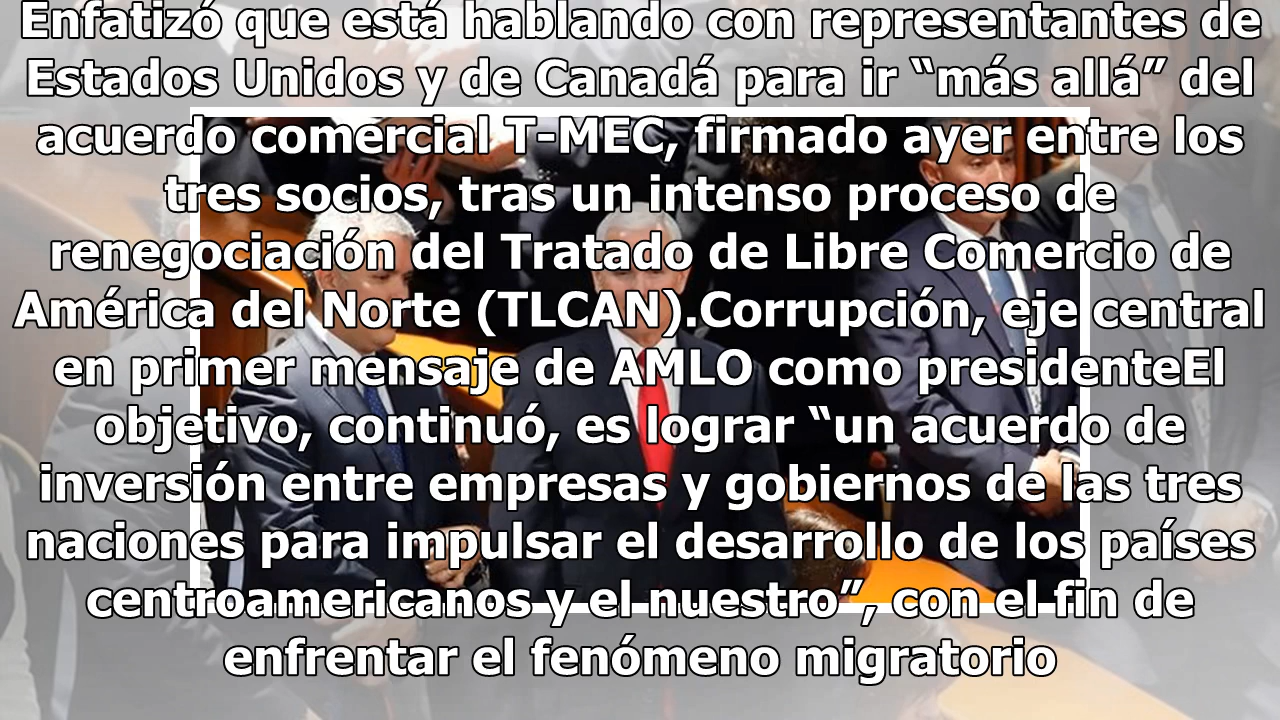 Enfatizó que está hablando con representantes de
Estados Unidos y de Canadá para ir “más allá” del
acuerdo comercial T-MEC, firmado ayer entre los
tres socios, tras un intenso proceso de
renegociación del Tratado de Libre Comercio de
América del Norte (TLCAN).Corrupción, eje central
en primer mensaje de AMLO como presidenteEl
objetivo, continuó, es lograr “un acuerdo de
inversión entre empresas y gobiernos de las tres
naciones para impulsar el desarrollo de los países
centroamericanos y el nuestro”, con el fin de
enfrentar el fenómeno migratorio